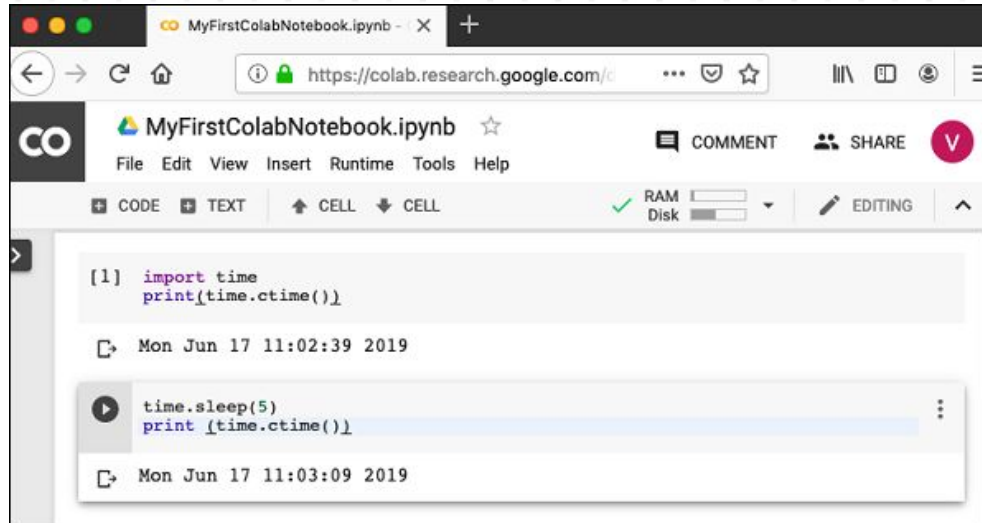 CO MyFirstColabNotebook.ipynb -
https://colab.research.google.com/
CO
MyFirstColabNotebook.ipynb
COMMENT SHARE V
File Edit View Insert Runtime Tools Help
CODE TEXT CELL CELL
RAM
Disk
EDITING
[1] import time
print(time.ctime())
Mon Jun 17 11:02:39 2019
time.sleep(5)
print (time.ctime())
Mon Jun 17 11:03:09 2019